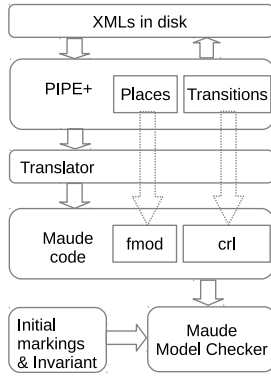 XMLs in disk
PIPE+
Places
Transitions
Translator
Maude
code
fmod
crl
Initial
markings
& Invariant
Maude
Model Checker